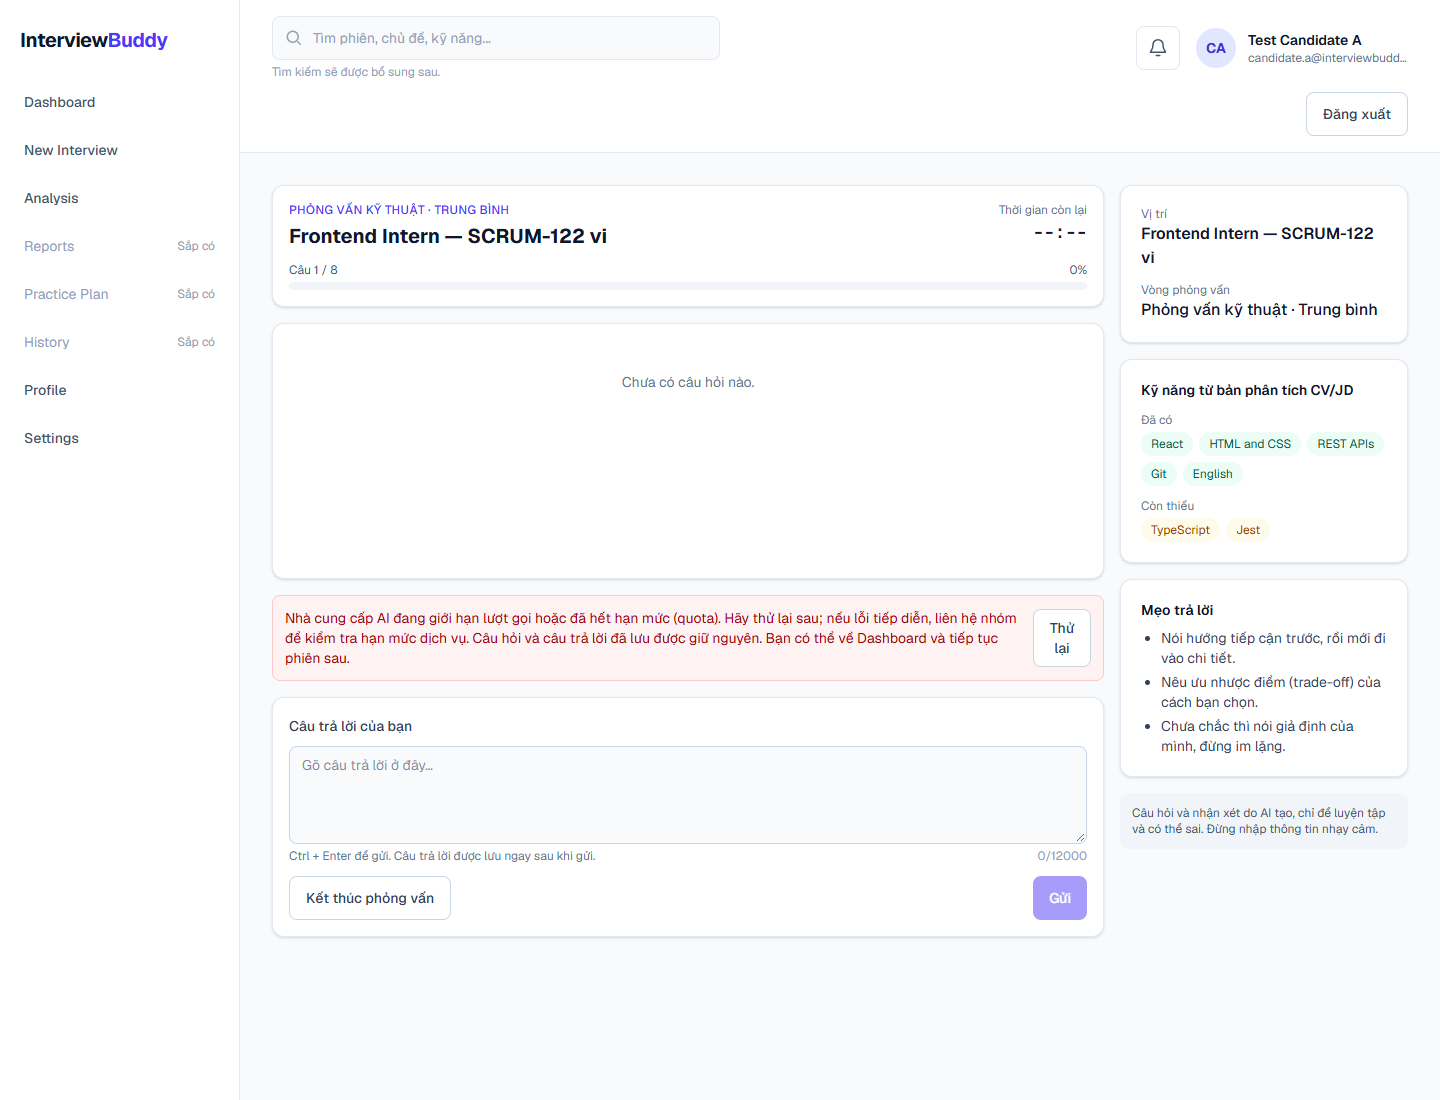 InterviewBuddy
Dashboard
New Interview
Analysis
Reports Sắp có
Practice Plan Sắp có
History Sắp có
Profile
Settings
Tìm phiên, chủ đề, kỹ năng...
Tìm kiếm sẽ được bổ sung sau.
CA
Test Candidate A
candidate.a@interviewbudd...
Đăng xuất
PHỎNG VẤN KỸ THUẬT · TRUNG BÌNH
Frontend Intern — SCRUM-122 vi
Thời gian còn lại
--:--
Câu 1 / 8
0%
Chưa có câu hỏi nào.
Nhà cung cấp AI đang giới hạn lượt gọi hoặc đã hết hạn mức (quota). Hãy thử lại sau; nếu lỗi tiếp diễn, liên hệ nhóm
để kiểm tra hạn mức dịch vụ. Câu hỏi và câu trả lời đã lưu được giữ nguyên. Bạn có thể về Dashboard và tiếp tục
phiên sau.
Thử
lại
Câu trả lời của bạn
Gõ câu trả lời ở đây...
Ctrl + Enter để gửi. Câu trả lời được lưu ngay sau khi gửi.
0/12000
Kết thúc phỏng vấn
Gửi
Vị trí
Frontend Intern — SCRUM-122
vi
Vòng phỏng vấn
Phỏng vấn kỹ thuật · Trung bình
Kỹ năng từ bản phân tích CV/JD
Đã có
React HTML and CSS REST APIs
Git English
Còn thiếu
TypeScript Jest
Mẹo trả lời
• Nói hướng tiếp cận trước, rồi mới đi
vào chi tiết.
• Nêu ưu nhược điểm (trade-off) của
cách bạn chọn.
• Chưa chắc thì nói giả định của
mình, đừng im lặng.
Câu hỏi và nhận xét do AI tạo, chỉ để luyện tập
và có thể sai. Đừng nhập thông tin nhạy cảm.